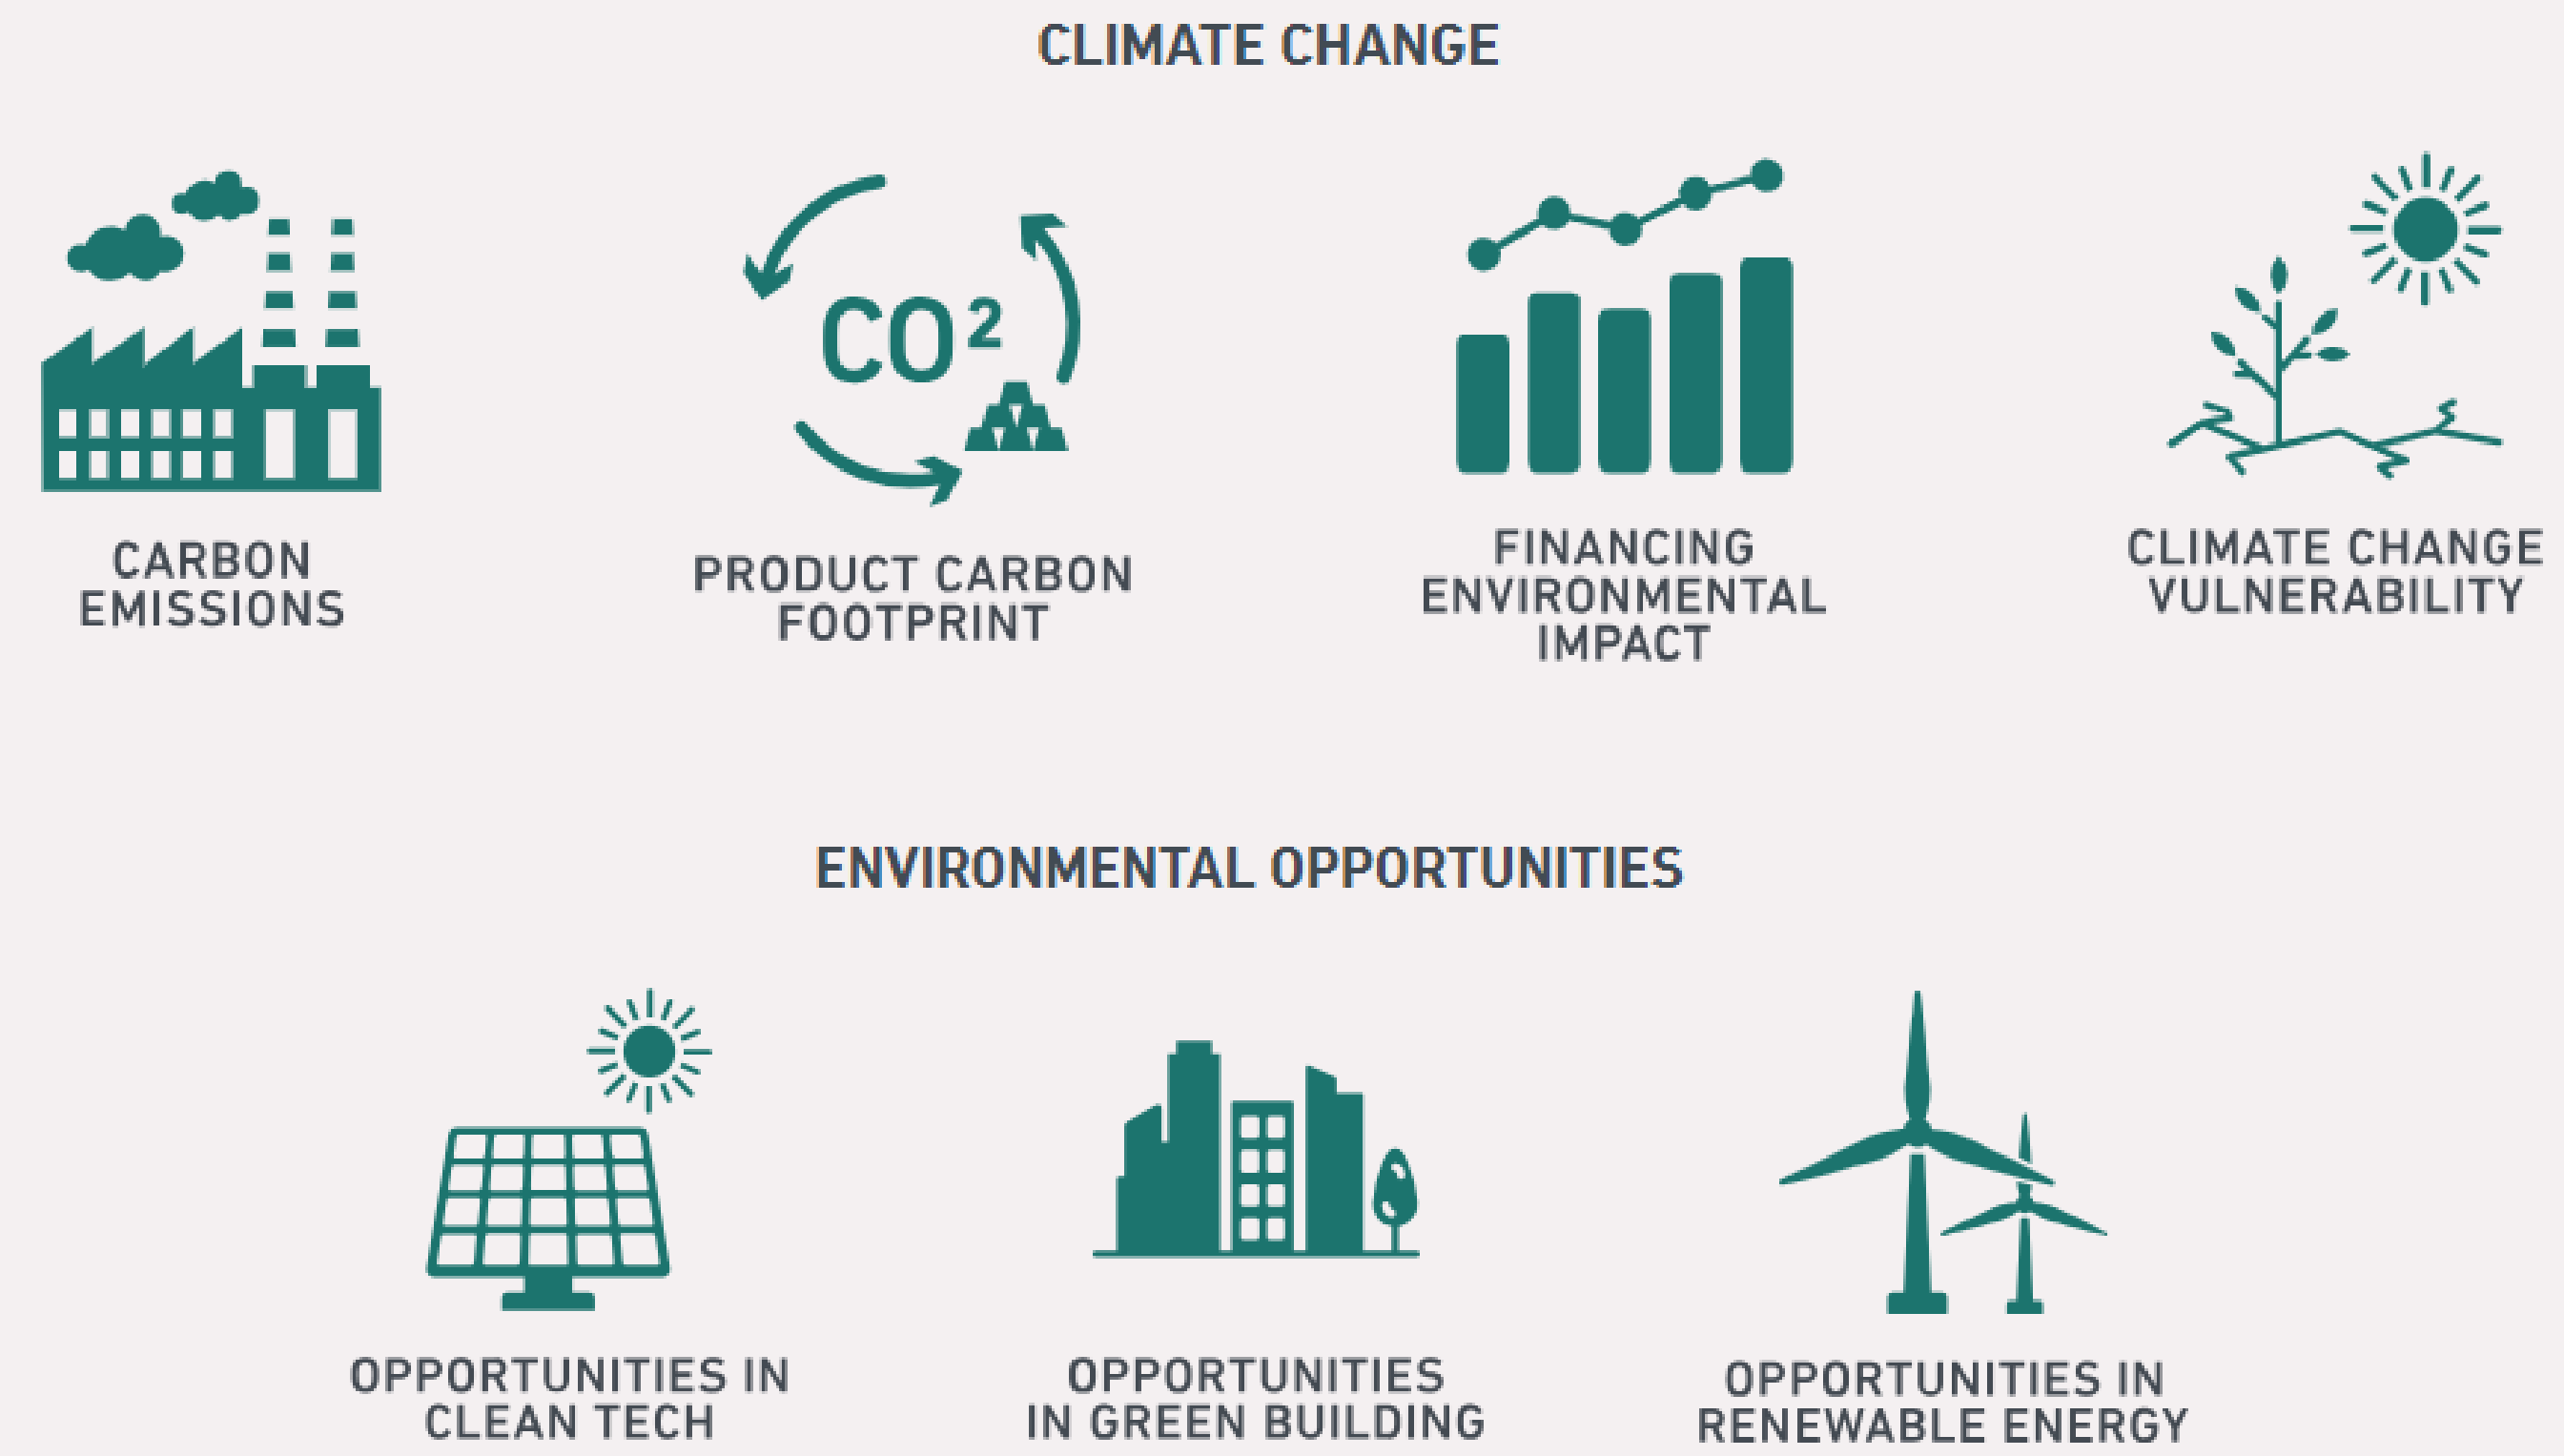 CLIMATE CHANGE
CO²
CARBON
EMISSIONS
PRODUCT CARBON
FOOTPRINT
FINANCING
ENVIRONMENTAL
IMPACT
CLIMATE CHANGE
VULNERABILITY
ENVIRONMENTAL OPPORTUNITIES
OPPORTUNITIES IN
CLEAN TECH
OPPORTUNITIES
IN GREEN BUILDING
OPPORTUNITIES IN
RENEWABLE ENERGY